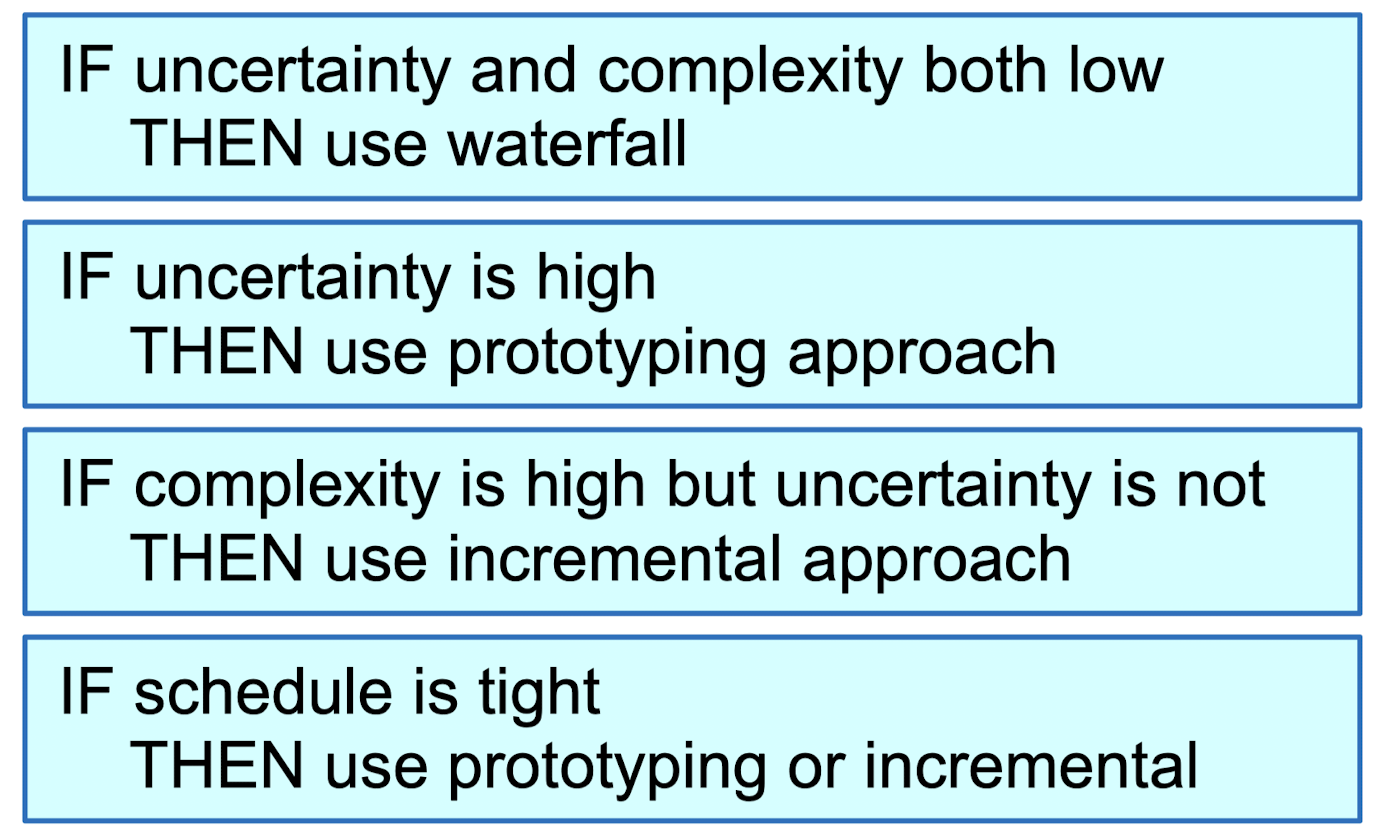 IF uncertainty and complexity both low
THEN use waterfall
IF uncertainty is high
THEN use prototyping approach
IF complexity is high but uncertainty is not
THEN use incremental approach
IF schedule is tight
THEN use prototyping or incremental